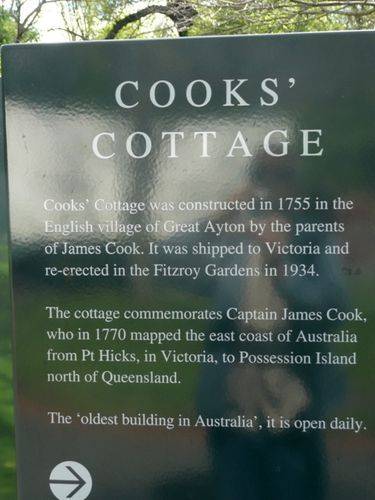 COOKS’
COTTAGE
Cooks’ Cottage was constructed in 1755 in the
English village of Great Ayton by the parents
of James Cook. It was shipped to Victoria and
re-erected in the Fitzroy Gardens in 1934.
The cottage commemorates Captain James Cook,
who in 1770 mapped the east coast of Australia
from Pt Hicks, in Victoria, to Possession Island
north of Queensland.
The ‘oldest building in Australia’, it is open daily.